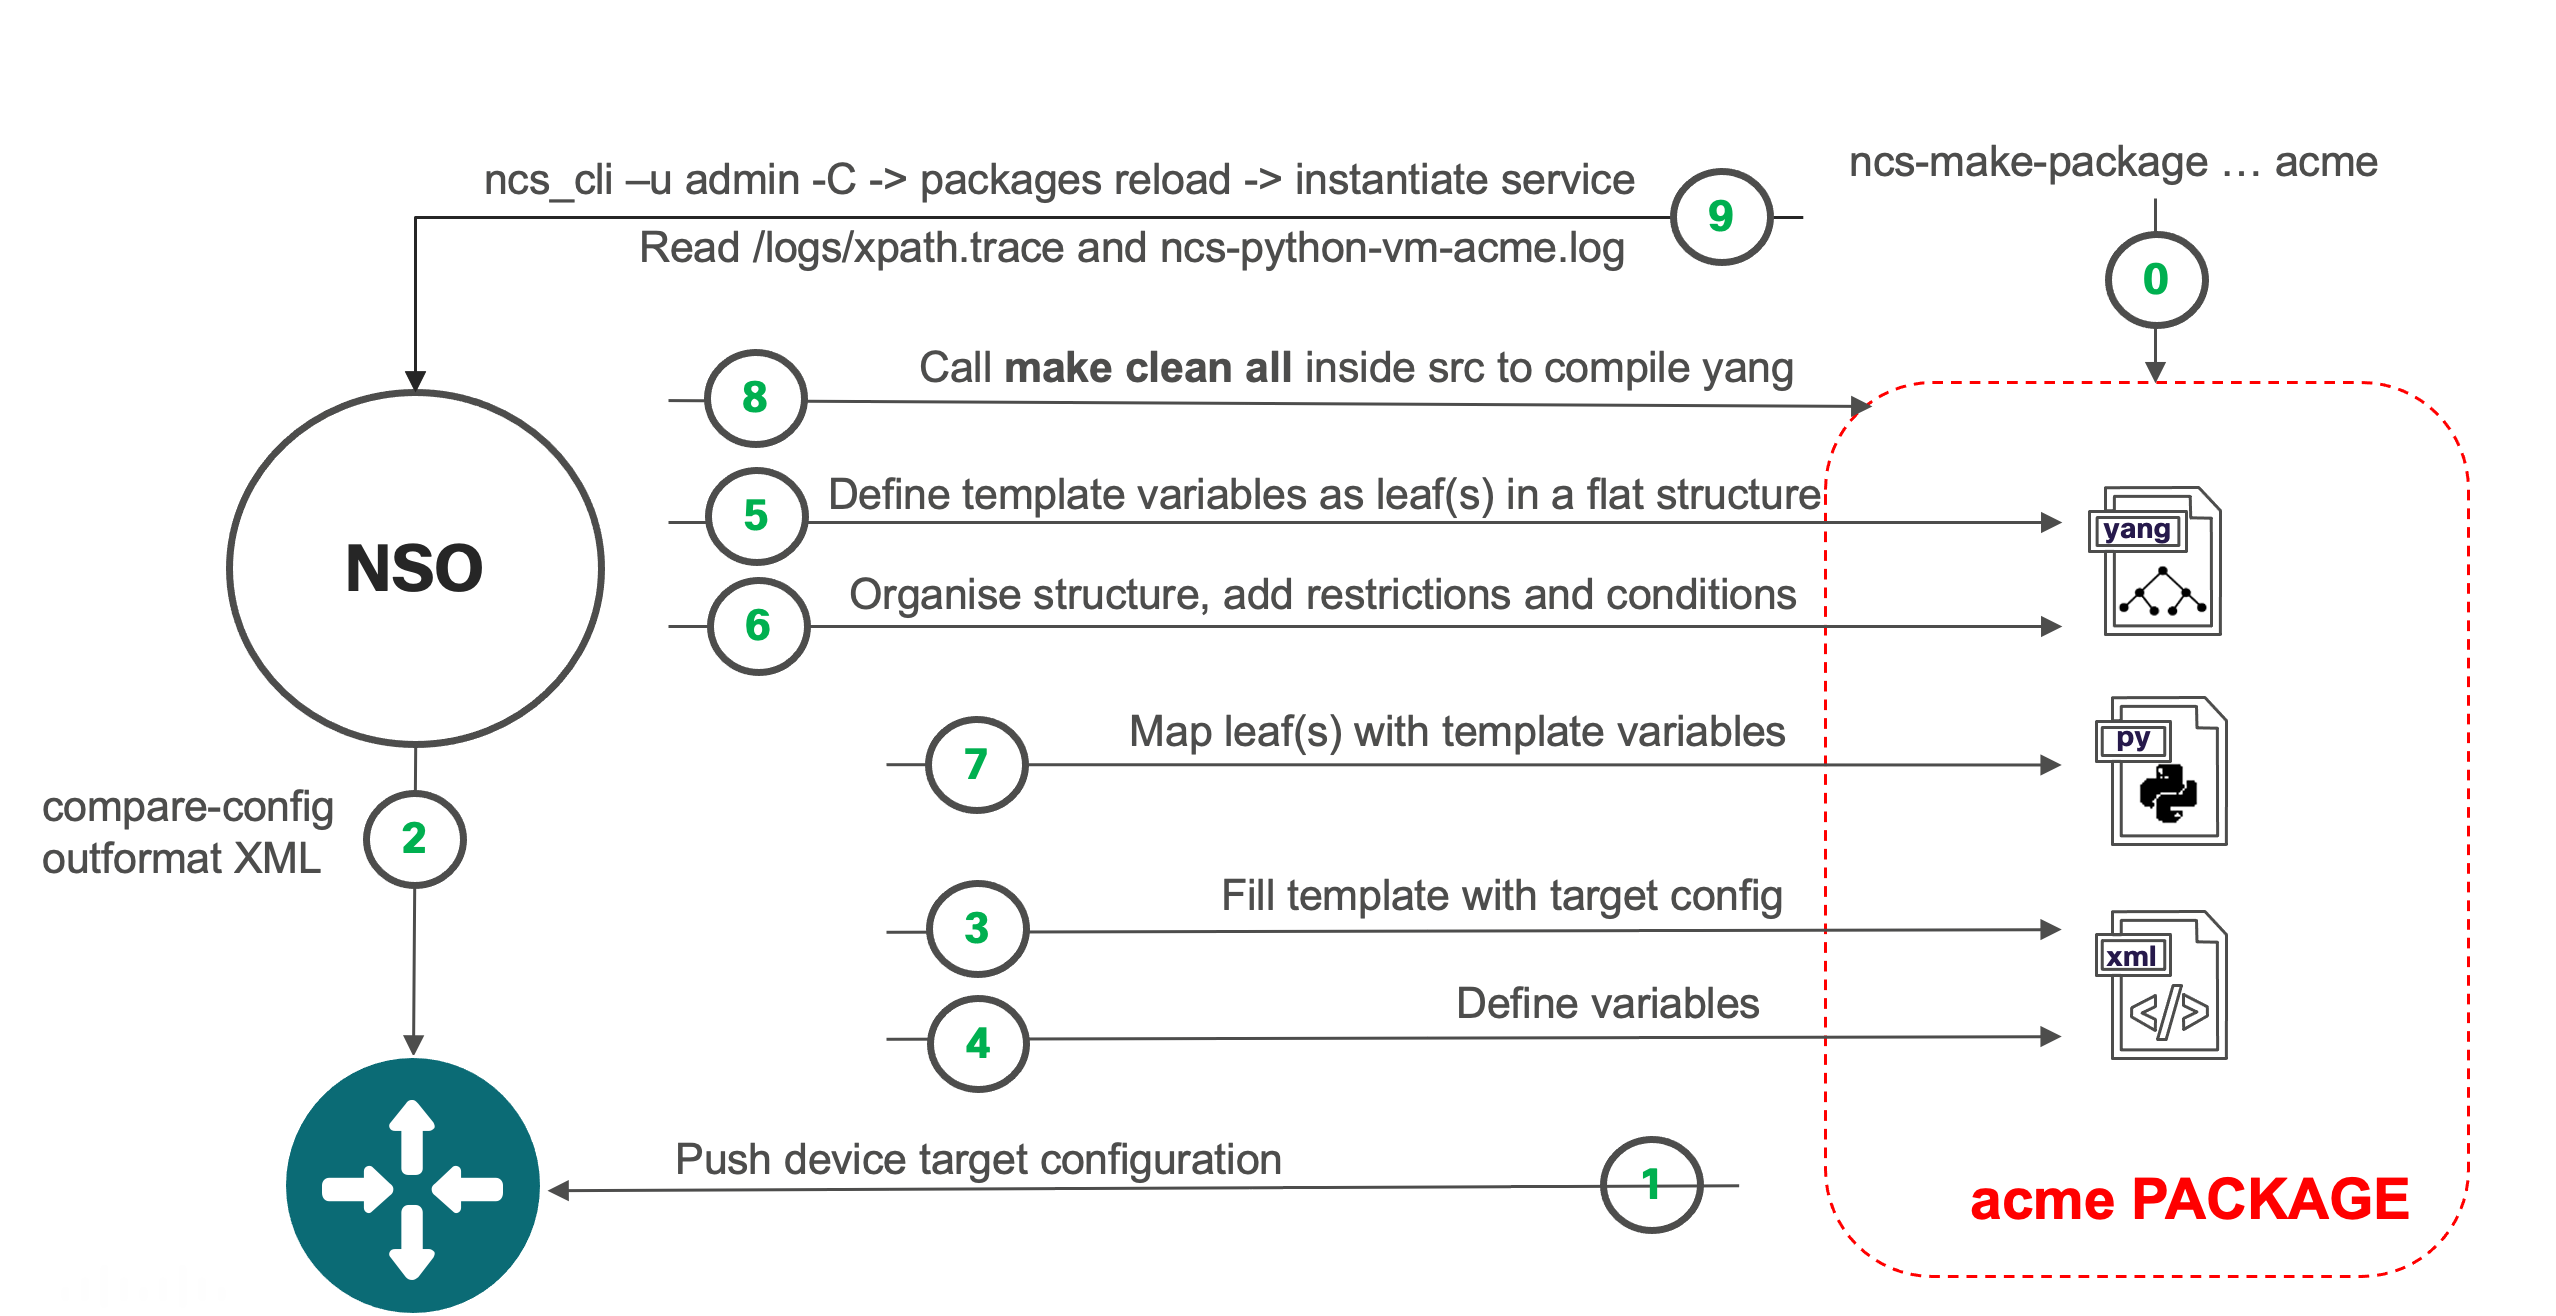 ncs-make-package … acme
ncs_cli –u admin -C -> packages reload -> instantiate service
9
Read /logs/xpath.trace and ncs-python-vm-acme.log
0
Call make clean all inside src to compile yang
8
Define template variables as leaf(s) in a flat structure
5
yang
NSO
Organise structure, add restrictions and conditions
6
Map leaf(s) with template variables
7
py
compare-config
outformat XML
2
Fill template with target config
3
xml
Define variables
4
Push device target configuration
1
acme PACKAGE